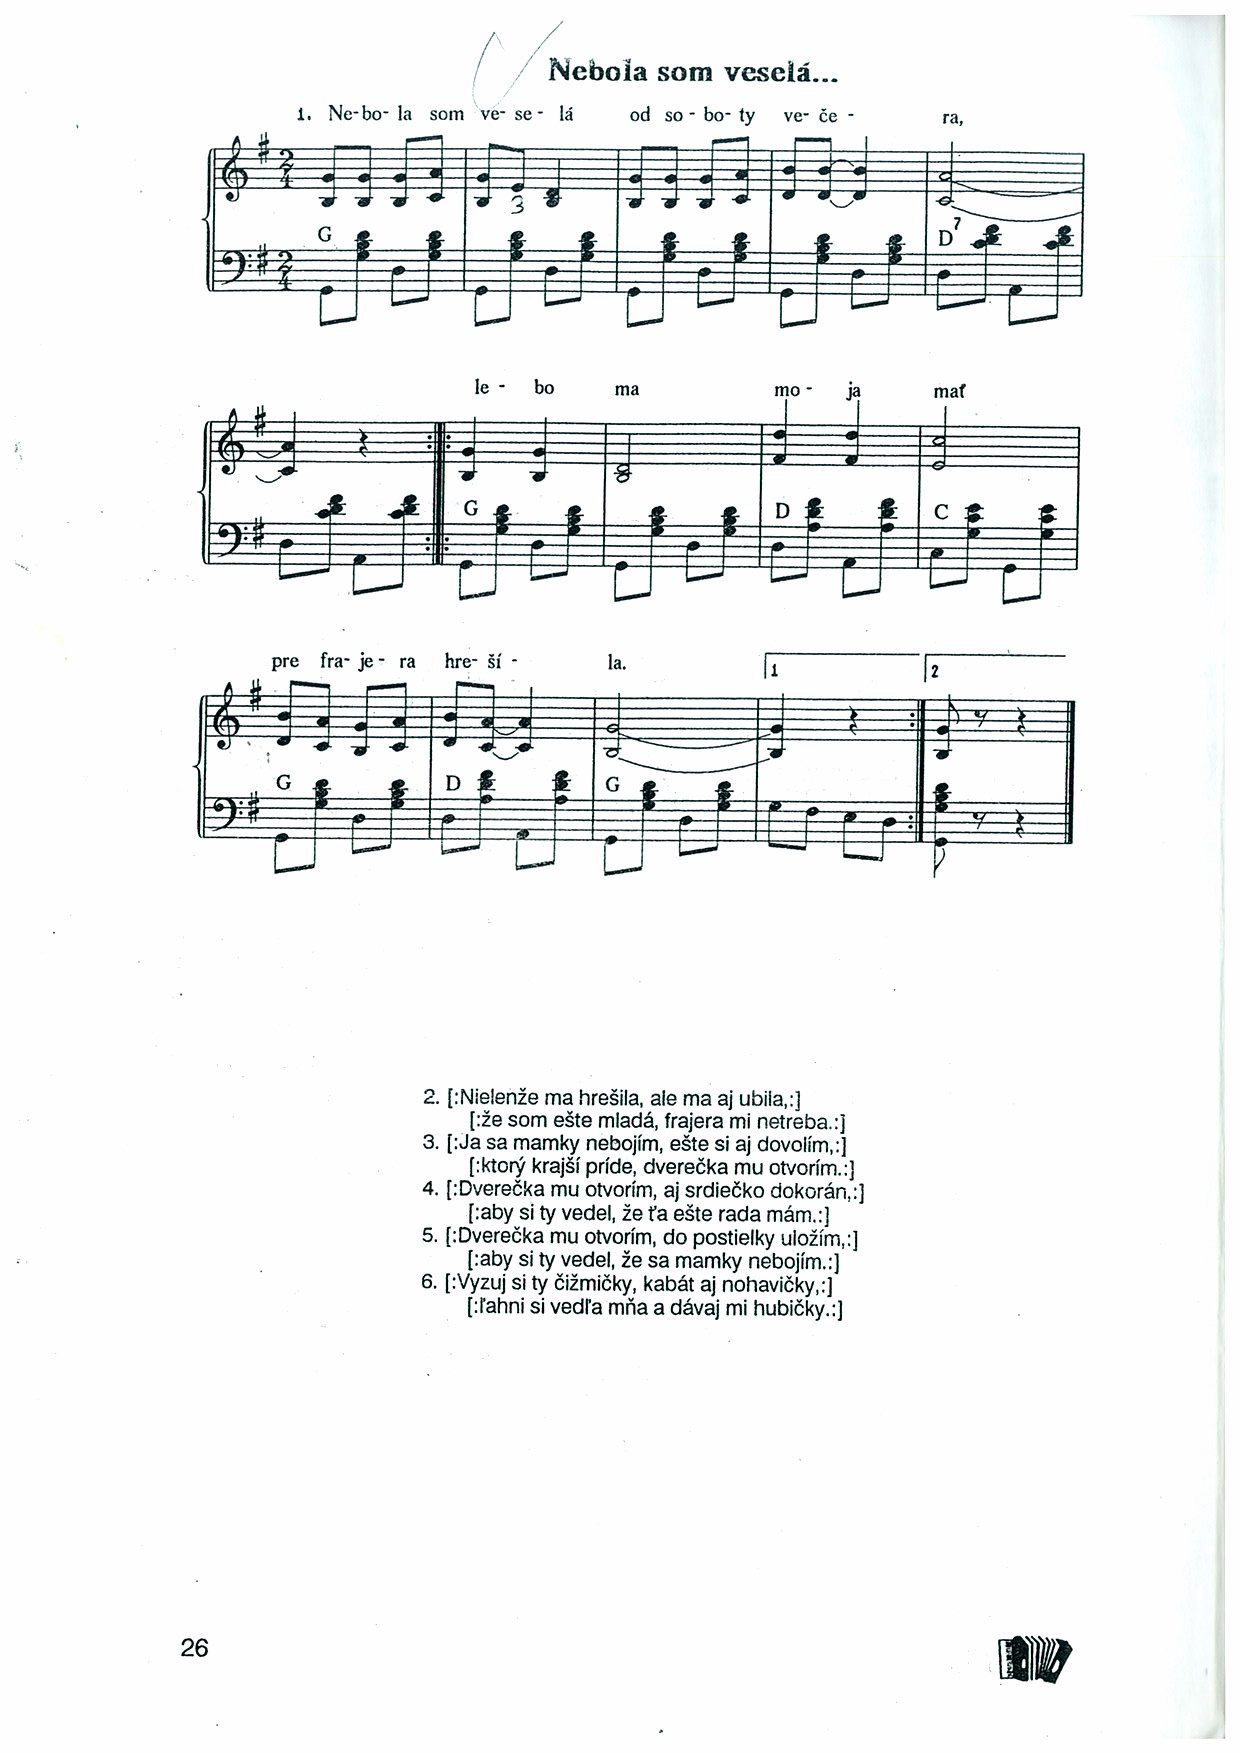 Nebola som veselá...
1. Ne-bo-la som ve-se-lá od so-bo-ty ve-če-ra,
3
G D7
le-bo ma mo-ja mať
G D C
pre fra-je-ra hre-ší-la.
1 2
G D G
2. [:Nielenže ma hrešila, ale ma aj ubila,:]
[:že som ešte mladá, frajera mi netreba.:]
3. [:Ja sa mamky nebojím, ešte si aj dovolím,:]
[:ktorý krajší príde, dverečka mu otvorím.:]
4. [:Dverečka mu otvorím, aj srdiečko dokorán,:]
[:aby si ty vedel, že ťa ešte rada mám.:]
5. [:Dverečka mu otvorím, do postielky uložím,:]
[:aby si ty vedel, že sa mamky nebojím.:]
6. [:Vyzuj si ty čižmičky, kabát aj nohavičky,:]
[:ľahni si vedľa mňa a dávaj mi hubičky.:]
26